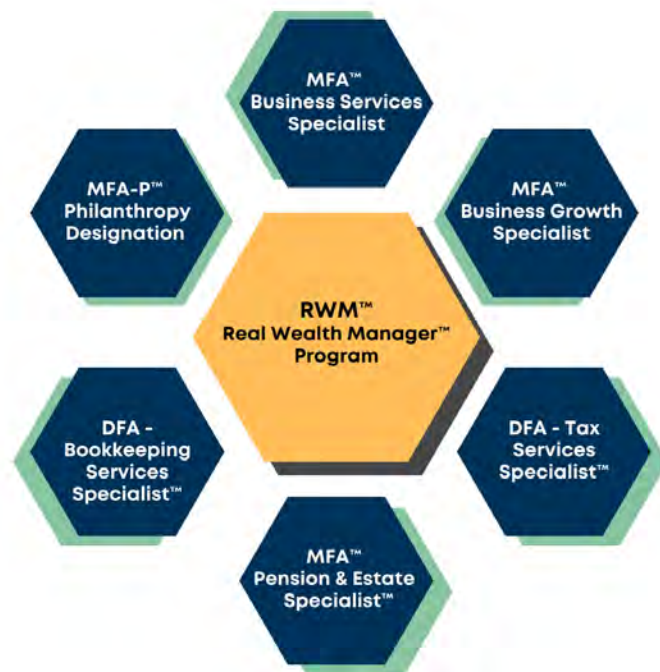 MFA™
Business Services
Specialist
MFA-P™
Philanthropy
Designation
MFA™
Business Growth
Specialist
RWM™
Real Wealth Manager™
Program
DFA -
Bookkeeping
Services
Specialist™
DFA - Tax
Services
Specialist™
MFA™
Pension & Estate
Specialist™